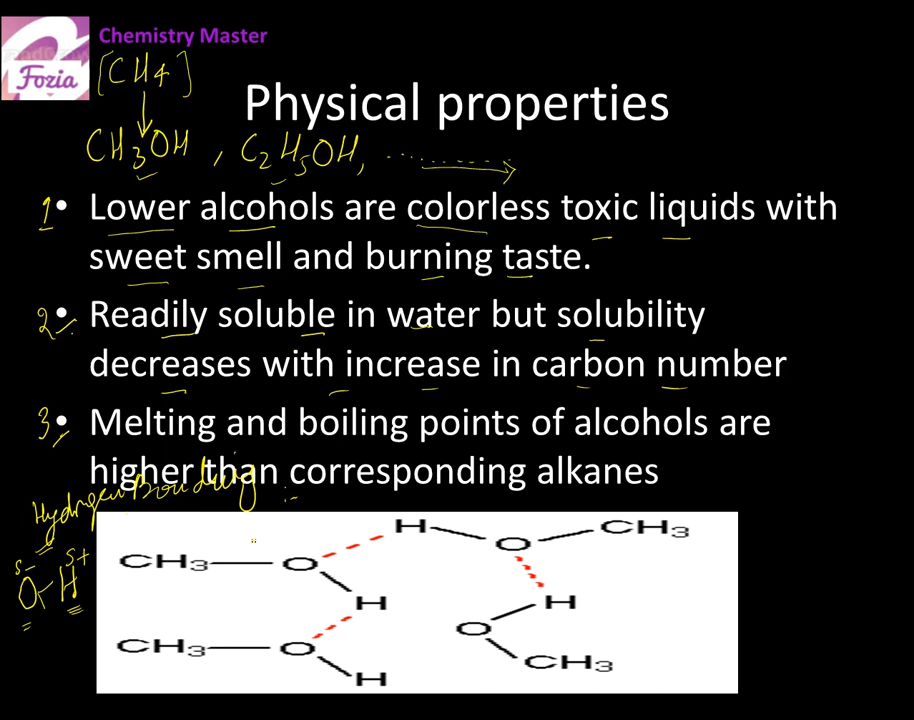 Chemistry Master
Fozia
[CH4]
Physical properties
CH3OH, C2H5OH, ...........
1 • Lower alcohols are colorless toxic liquids with
sweet smell and burning taste.
2 • Readily soluble in water but solubility
decreases with increase in carbon number
3 • Melting and boiling points of alcohols are
higher than corresponding alkanes
Hydrogen Bonding :-
δ- δ+
O-H
H O CH3
CH3 O
H H
O
CH3 O
CH3
H